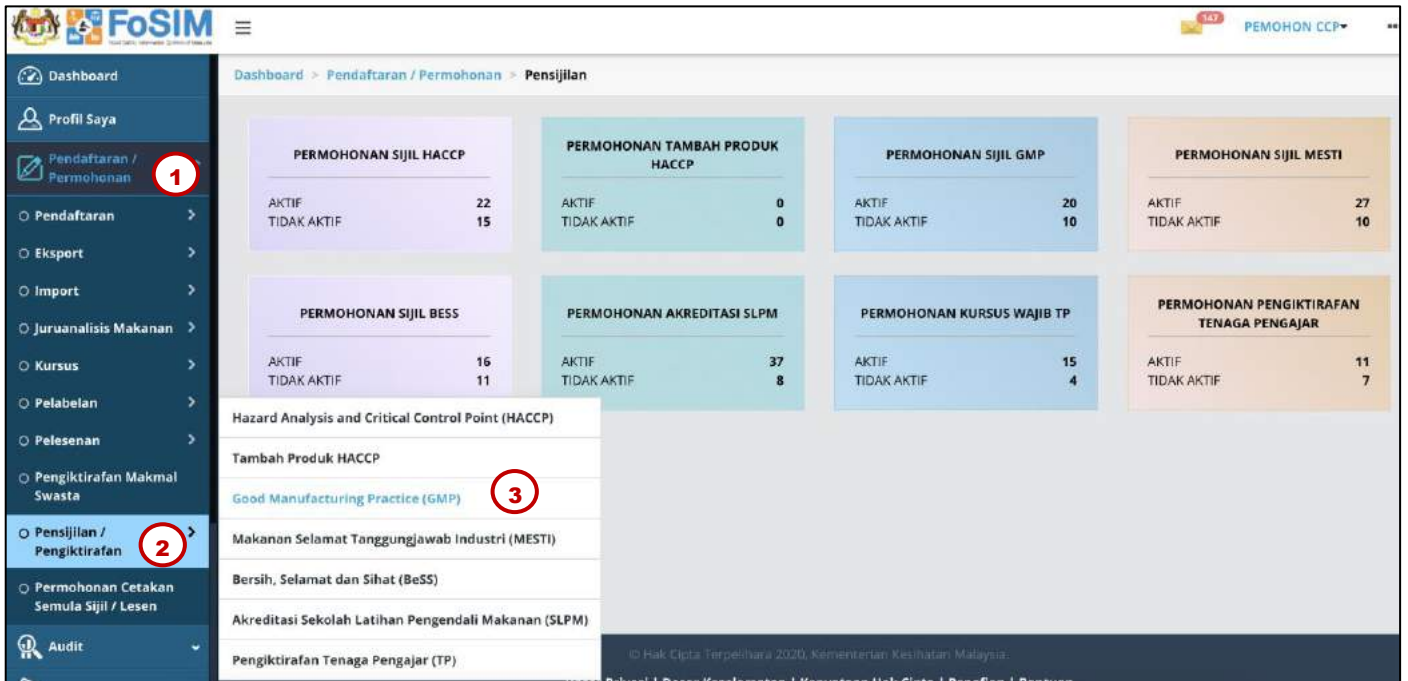 FoSIM
147
PEMOHON CCP
Dashboard
Profil Saya
Pendaftaran /
Permohonan
1
Pendaftaran
Eksport
Import
Juruanalisis Makanan
Kursus
Pelabelan
Pelesenan
Pengiktirafan Makmal
Swasta
Pensijilan /
Pengiktirafan
2
Permohonan Cetakan
Semula Sijil / Lesen
Audit
Dashboard > Pendaftaran / Permohonan > Pensijilan
PERMOHONAN SIJIL HACCP
AKTIF 22
TIDAK AKTIF 15
PERMOHONAN TAMBAH PRODUK
HACCP
AKTIF 0
TIDAK AKTIF 0
PERMOHONAN SIJIL GMP
AKTIF 20
TIDAK AKTIF 10
PERMOHONAN SIJIL MESTI
AKTIF 27
TIDAK AKTIF 10
PERMOHONAN SIJIL BESS
AKTIF 16
TIDAK AKTIF 11
PERMOHONAN AKREDITASI SLPM
AKTIF 37
TIDAK AKTIF 8
PERMOHONAN KURSUS WAJIB TP
AKTIF 15
TIDAK AKTIF 4
PERMOHONAN PENGIKTIRAFAN
TENAGA PENGAJAR
AKTIF 11
TIDAK AKTIF 7
Hazard Analysis and Critical Control Point (HACCP)
Tambah Produk HACCP
Good Manufacturing Practice (GMP)
3
Makanan Selamat Tanggungjawab Industri (MESTI)
Bersih, Selamat dan Sihat (BeSS)
Akreditasi Sekolah Latihan Pengendali Makanan (SLPM)
Pengiktirafan Tenaga Pengajar (TP)
© Hak Cipta Terpelihara 2020, Kementerian Kesihatan Malaysia.